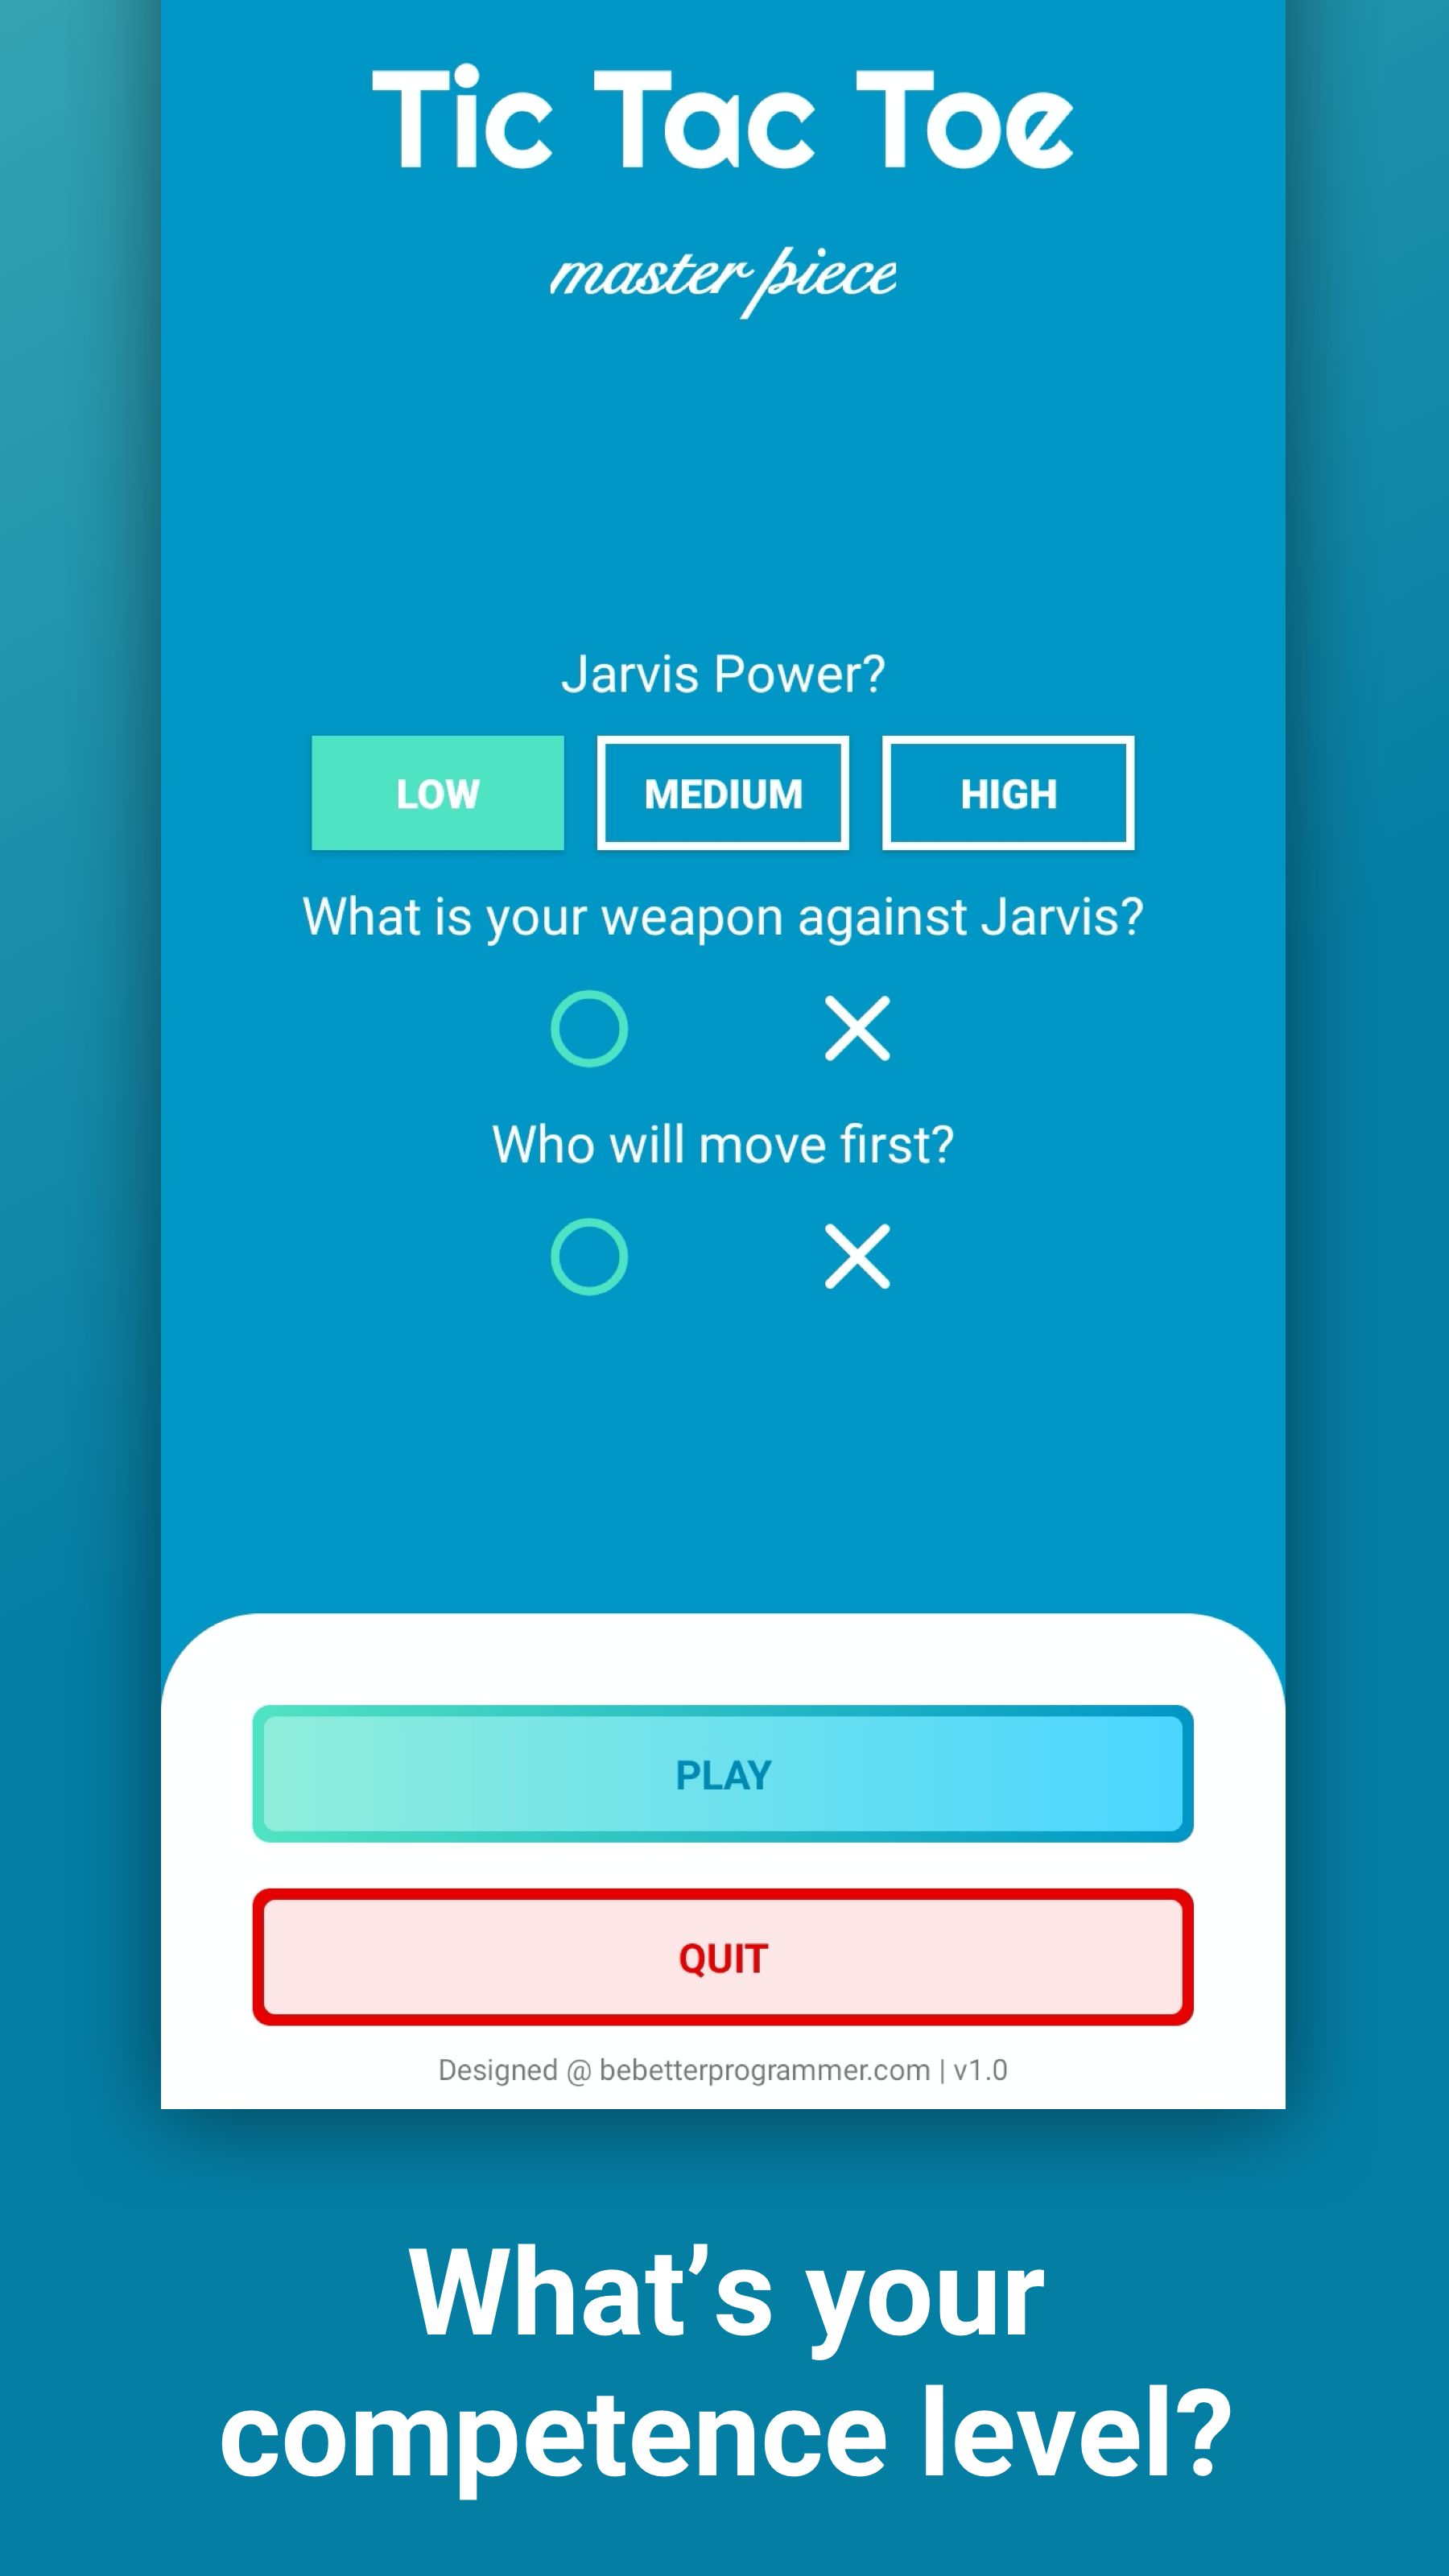 Tic Tac Toe
master piece
Jarvis Power?
LOW MEDIUM HIGH
What is your weapon against Jarvis?
Who will move first?
PLAY
QUIT
Designed @ bebetterprogrammer.com | v1.0
What’s your
competence level?